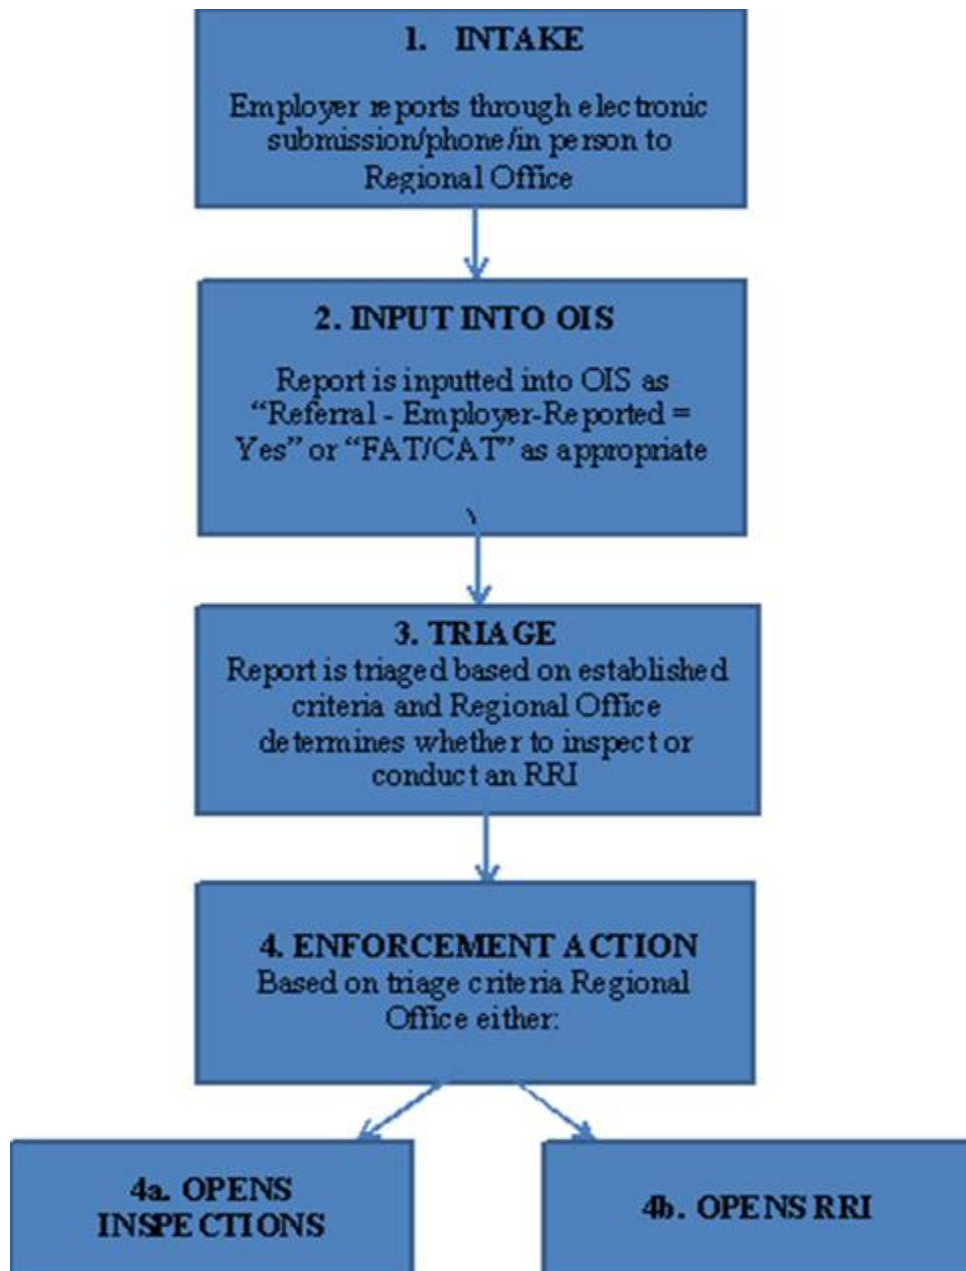 1. INTAKE
Employer reports through electronic
submission/phone/in person to
Regional Office
2. INPUT INTO OIS
Report is inputted into OIS as
“Referral - Employer-Reported =
Yes” or “FAT/CAT” as appropriate
3. TRIAGE
Report is triaged based on established
criteria and Regional Office
determines whether to inspect or
conduct an RRI
4. ENFORCEMENT ACTION
Based on triage criteria Regional
Office either:
4a. OPENS
INSPECTIONS
4b. OPENS RRI